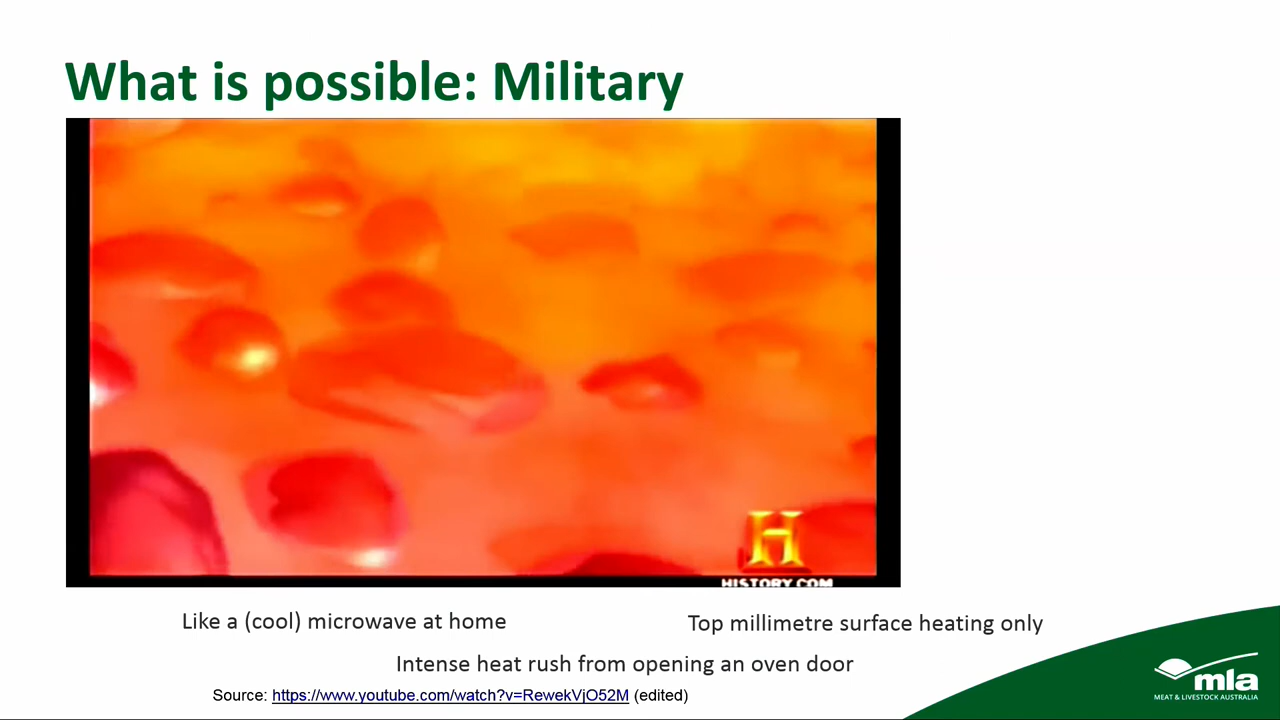 What is possible: Military
H
HISTORY.COM
Like a (cool) microwave at home
Top millimetre surface heating only
Intense heat rush from opening an oven door
Source: https://www.youtube.com/watch?v=RewekVjO52M (edited)
mla
MEAT & LIVESTOCK AUSTRALIA